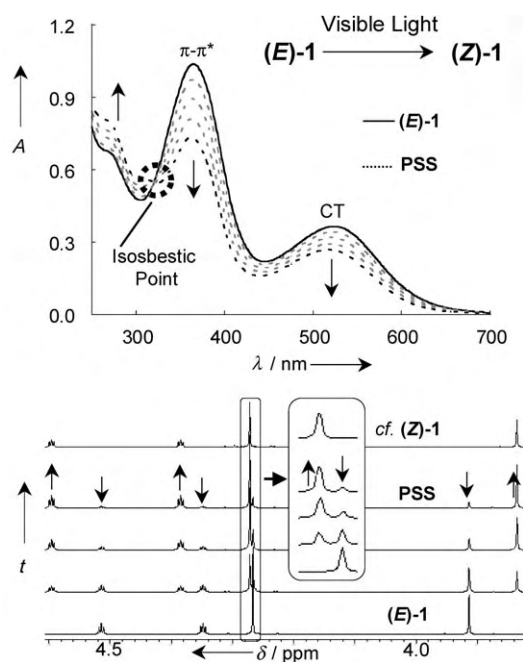 Visible Light
(E)-1 (Z)-1
1.2
0.9
0.6
0.3
0.0
A
π-π*
(E)-1
PSS
CT
Isosbestic
Point
300 400 500 600 700
λ / nm
cf. (Z)-1
PSS
t
(E)-1
4.5 δ / ppm 4.0